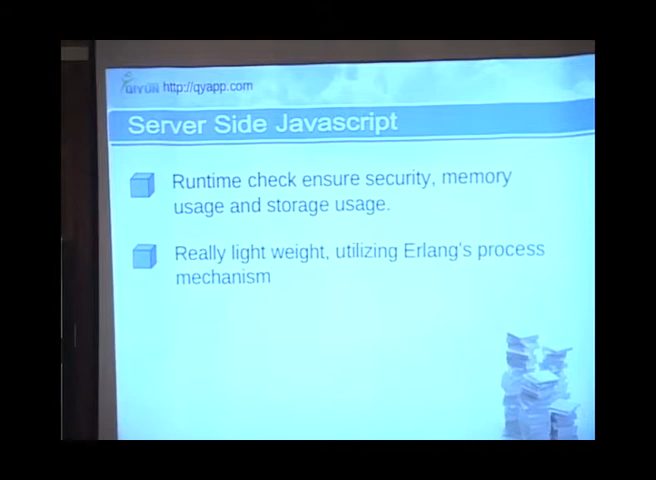 QIYUN http://qyapp.com
Server Side Javascript
Runtime check ensure security, memory
usage and storage usage.
Really light weight, utilizing Erlang's process
mechanism